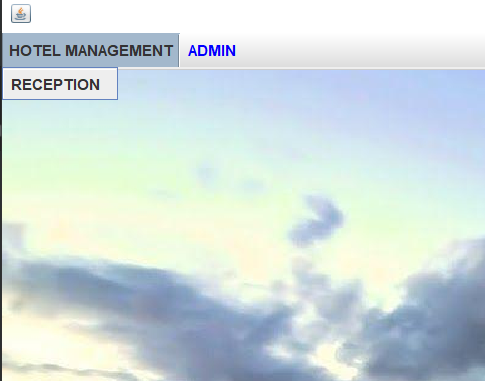 HOTEL MANAGEMENT ADMIN
RECEPTION